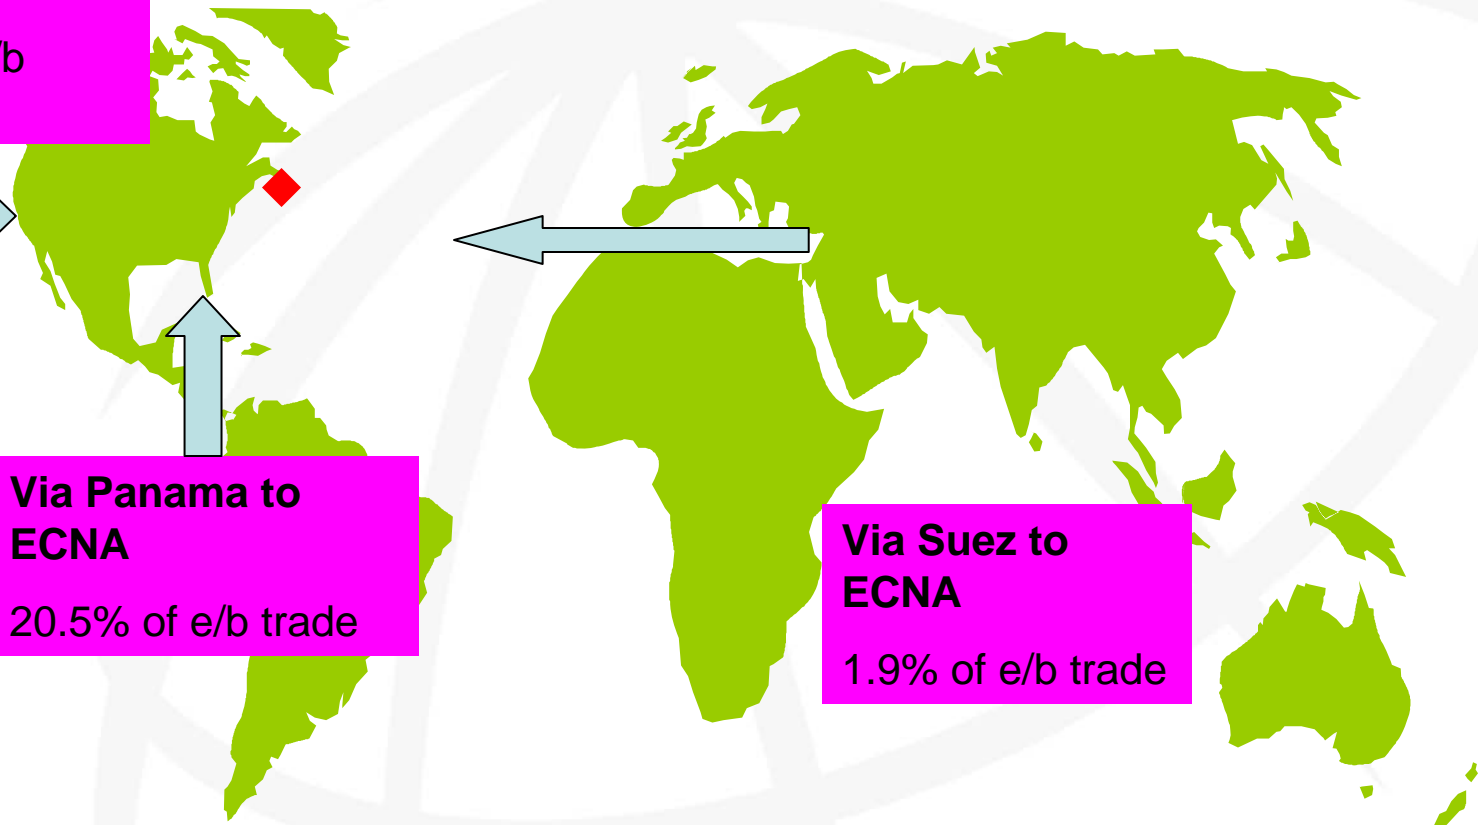 /b
Via Panama to
ECNA
20.5% of e/b trade
Via Suez to
ECNA
1.9% of e/b trade